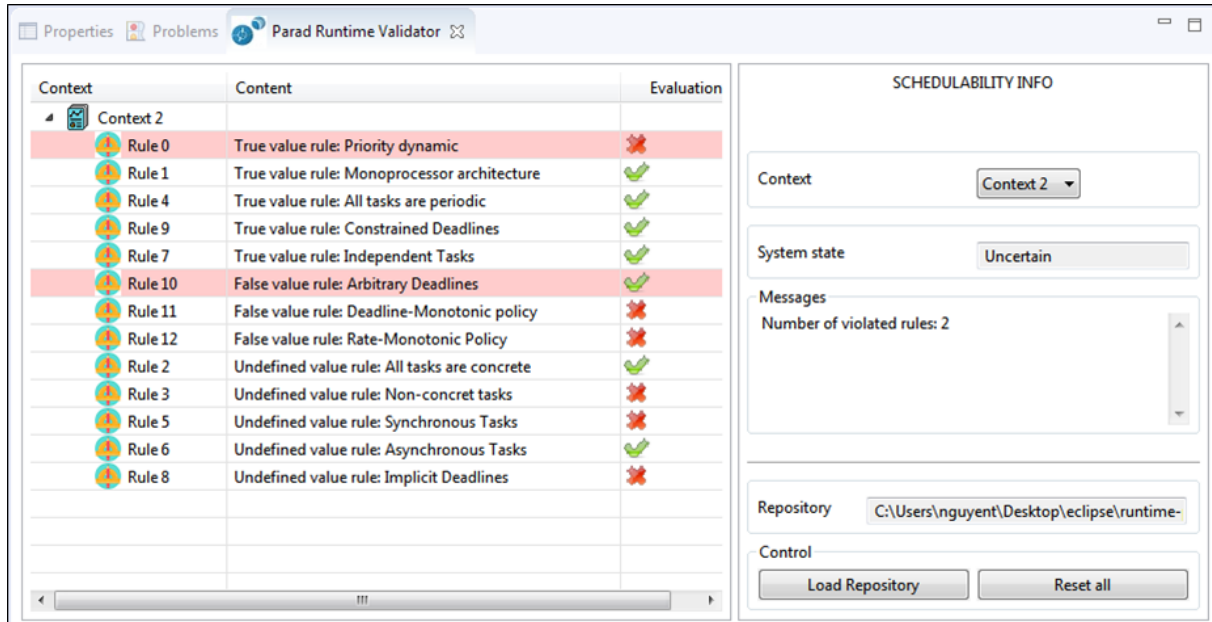 Properties Problems Parad Runtime Validator
Context Content Evaluation
Context 2
Rule 0 True value rule: Priority dynamic
Rule 1 True value rule: Monoprocessor architecture
Rule 4 True value rule: All tasks are periodic
Rule 9 True value rule: Constrained Deadlines
Rule 7 True value rule: Independent Tasks
Rule 10 False value rule: Arbitrary Deadlines
Rule 11 False value rule: Deadline-Monotonic policy
Rule 12 False value rule: Rate-Monotonic Policy
Rule 2 Undefined value rule: All tasks are concrete
Rule 3 Undefined value rule: Non-concret tasks
Rule 5 Undefined value rule: Synchronous Tasks
Rule 6 Undefined value rule: Asynchronous Tasks
Rule 8 Undefined value rule: Implicit Deadlines
SCHEDULABILITY INFO
Context Context 2
System state Uncertain
Messages
Number of violated rules: 2
Repository C:\Users\nguyent\Desktop\eclipse\runtime-
Control
Load Repository Reset all